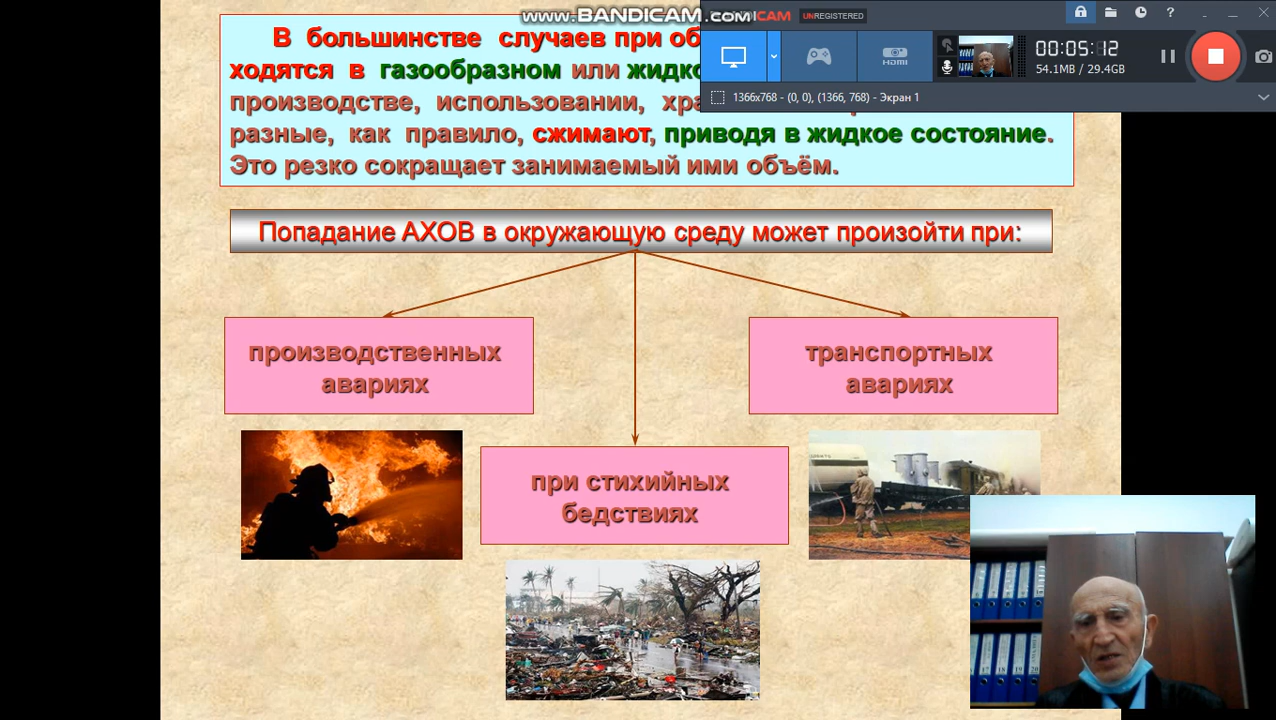 www.BANDICAM.com
UNREGISTERED
HDMI
00:05:12
54.1MB / 29.4GB
1366x768 - (0, 0), (1366, 768) - Экран 1
В большинстве случаев при об
ходятся в газообразном или жидко
производстве, использовании, хра
разные, как правило, сжимают, приводя в жидкое состояние.
Это резко сокращает занимаемый ими объём.
Попадание АХОВ в окружающую среду может произойти при:
производственных
авариях
транспортных
авариях
при стихийных
бедствиях